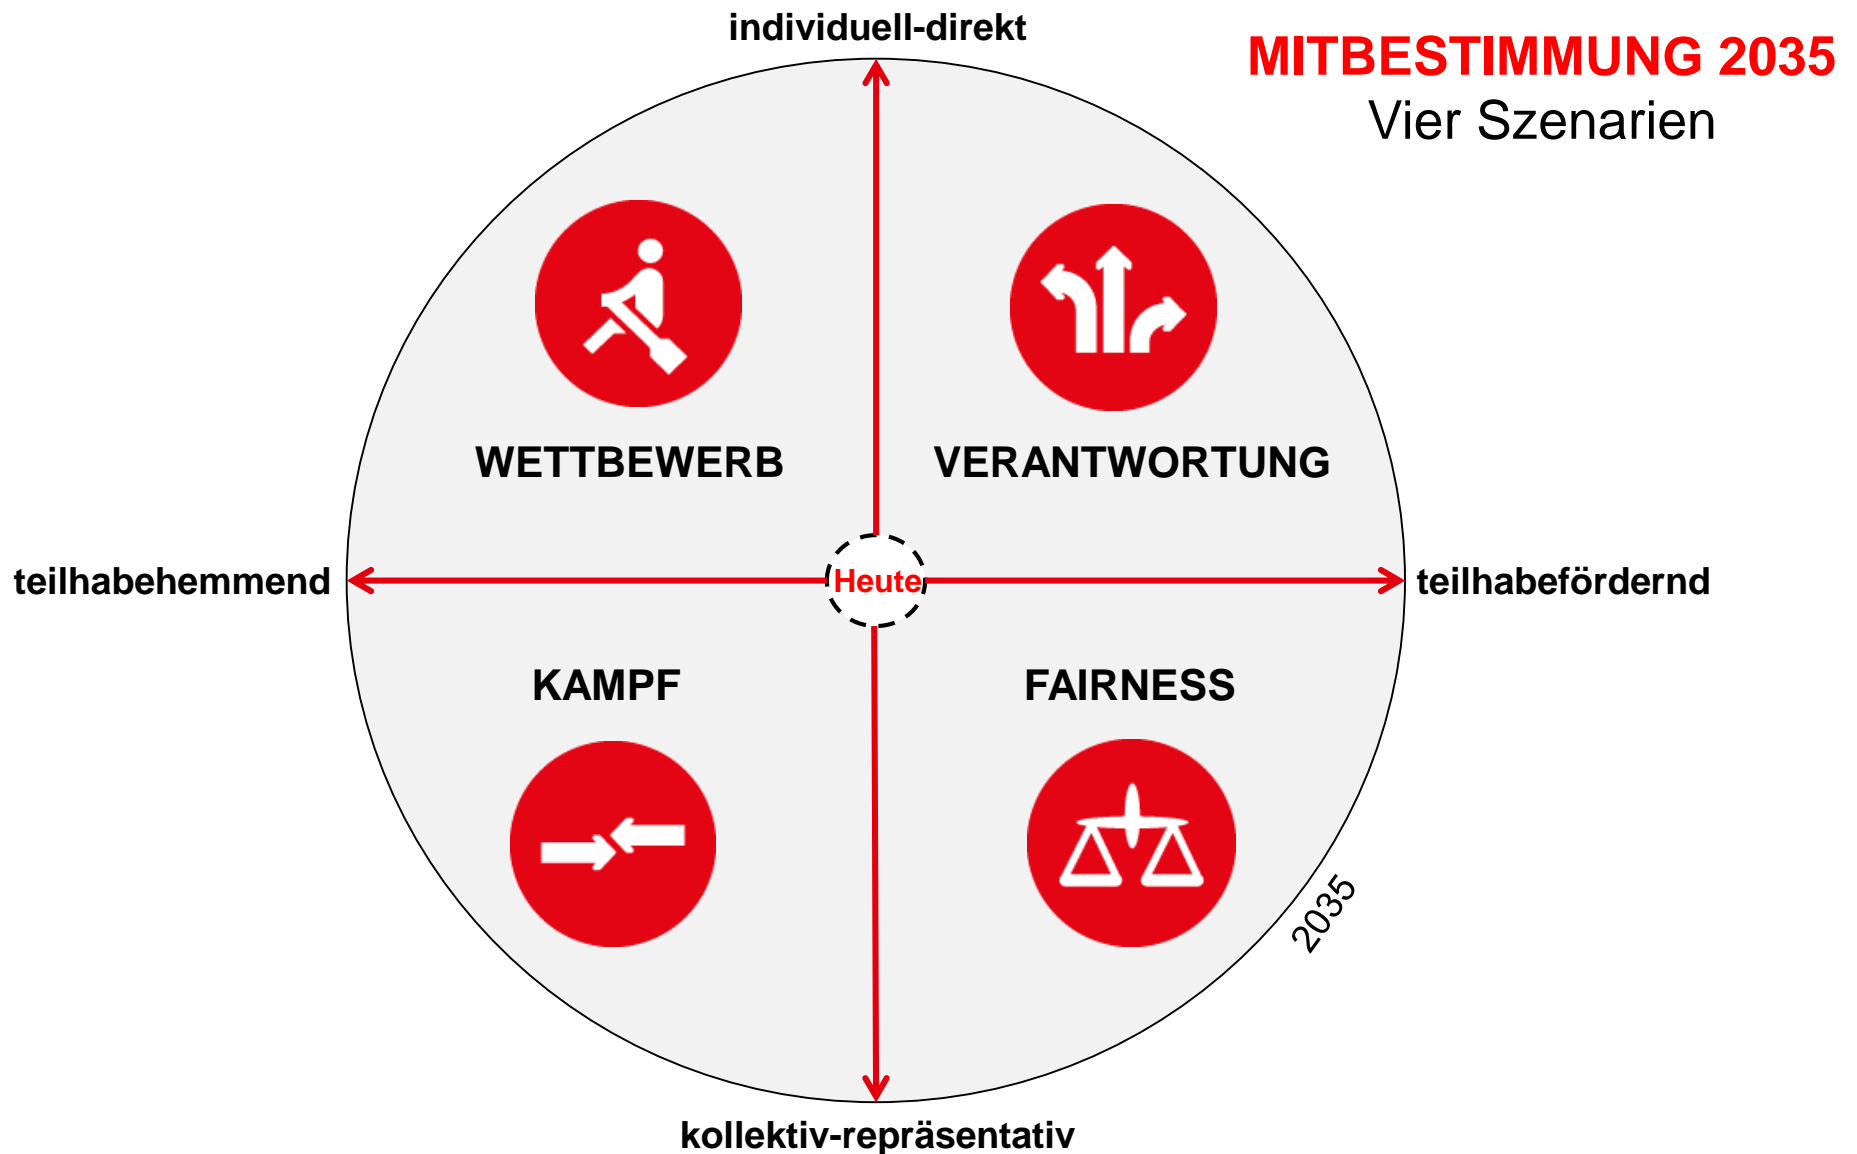 individuell-direkt
MITBESTIMMUNG 2035
Vier Szenarien
WETTBEWERB
VERANTWORTUNG
teilhabehemmend
Heute
teilhabefördernd
KAMPF
FAIRNESS
2035
kollektiv-repräsentativ